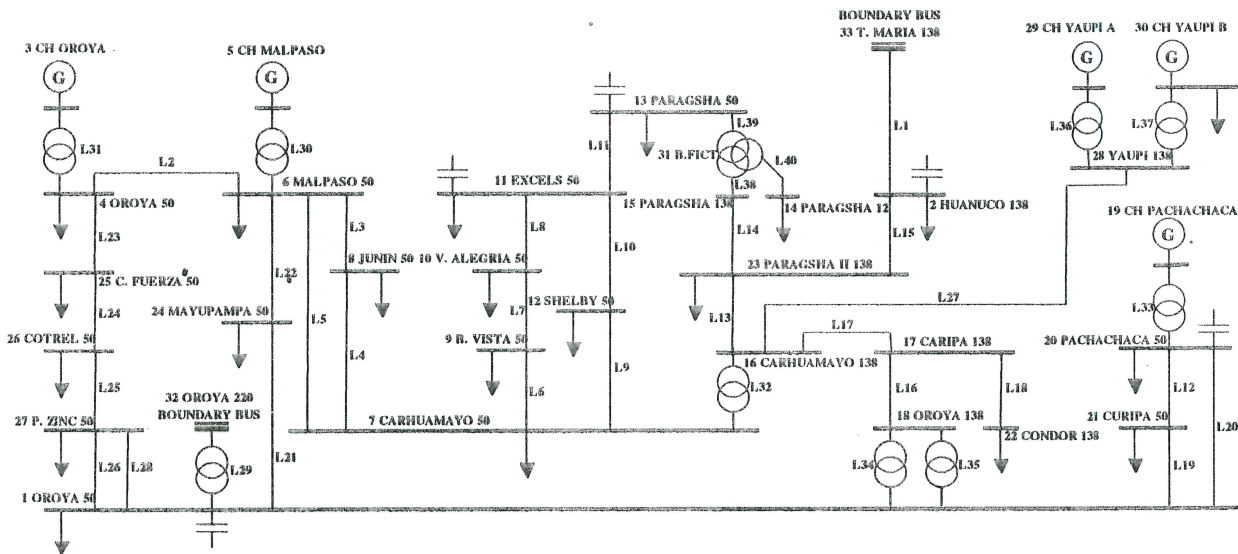 BOUNDARY BUS
33 T. MARIA 138
29 CH YAUPI A
30 CH YAUPI B
3 CH OROYA
5 CH MALPASO
G
G
G
G
13 PARAGSHA 50
L39
L1
L36
L37
L31
L30
L11
31 B.FICT
L40
28 YAUPI 138
L2
L38
6 MALPASO 50
11 EXCELS 50
15 PARAGSHA 138
14 PARAGSHA 12
2 HUANUCO 138
19 CH PACHACHACA
G
4 OROYA 50
L23
L3
L8
L10
L14
L15
25 C. FUERZA 50
L22
8 JUNIN 50
10 V. ALEGRIA 50
23 PARAGSHA II 138
L27
L24
24 MAYUPAMPA 50
L5
L7
12 SHELBY 50
L13
L17
L33
26 COTREL 50
L4
9 B. VISTA 50
16 CARHUAMAYO 138
17 CARIPA 138
20 PACHACHACA 50
L25
L6
L9
L32
L16
L18
L12
32 OROYA 220
BOUNDARY BUS
27 P. ZINC 50
7 CARHUAMAYO 50
18 OROYA 138
22 CONDOR 138
21 CURIPA 50
L20
L26
L28
L29
L21
L34
L35
L19
1 OROYA 50